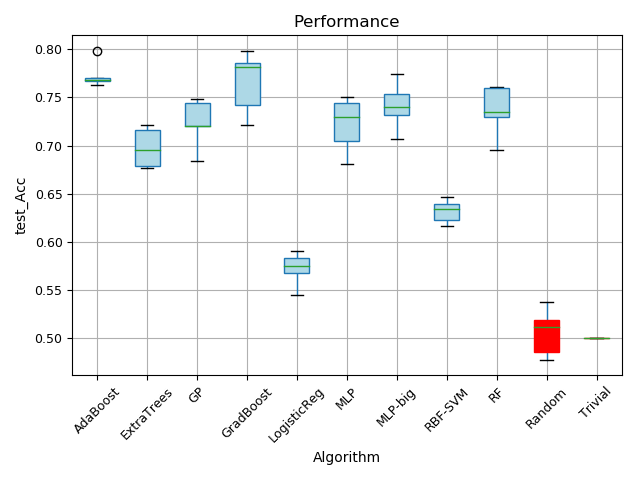 Performance
0.80
0.75
0.70
0.65
0.60
0.55
0.50
test_Acc
AdaBoost
ExtraTrees
GP
GradBoost
LogisticReg
MLP
MLP-big
RBF-SVM
RF
Random
Trivial
Algorithm